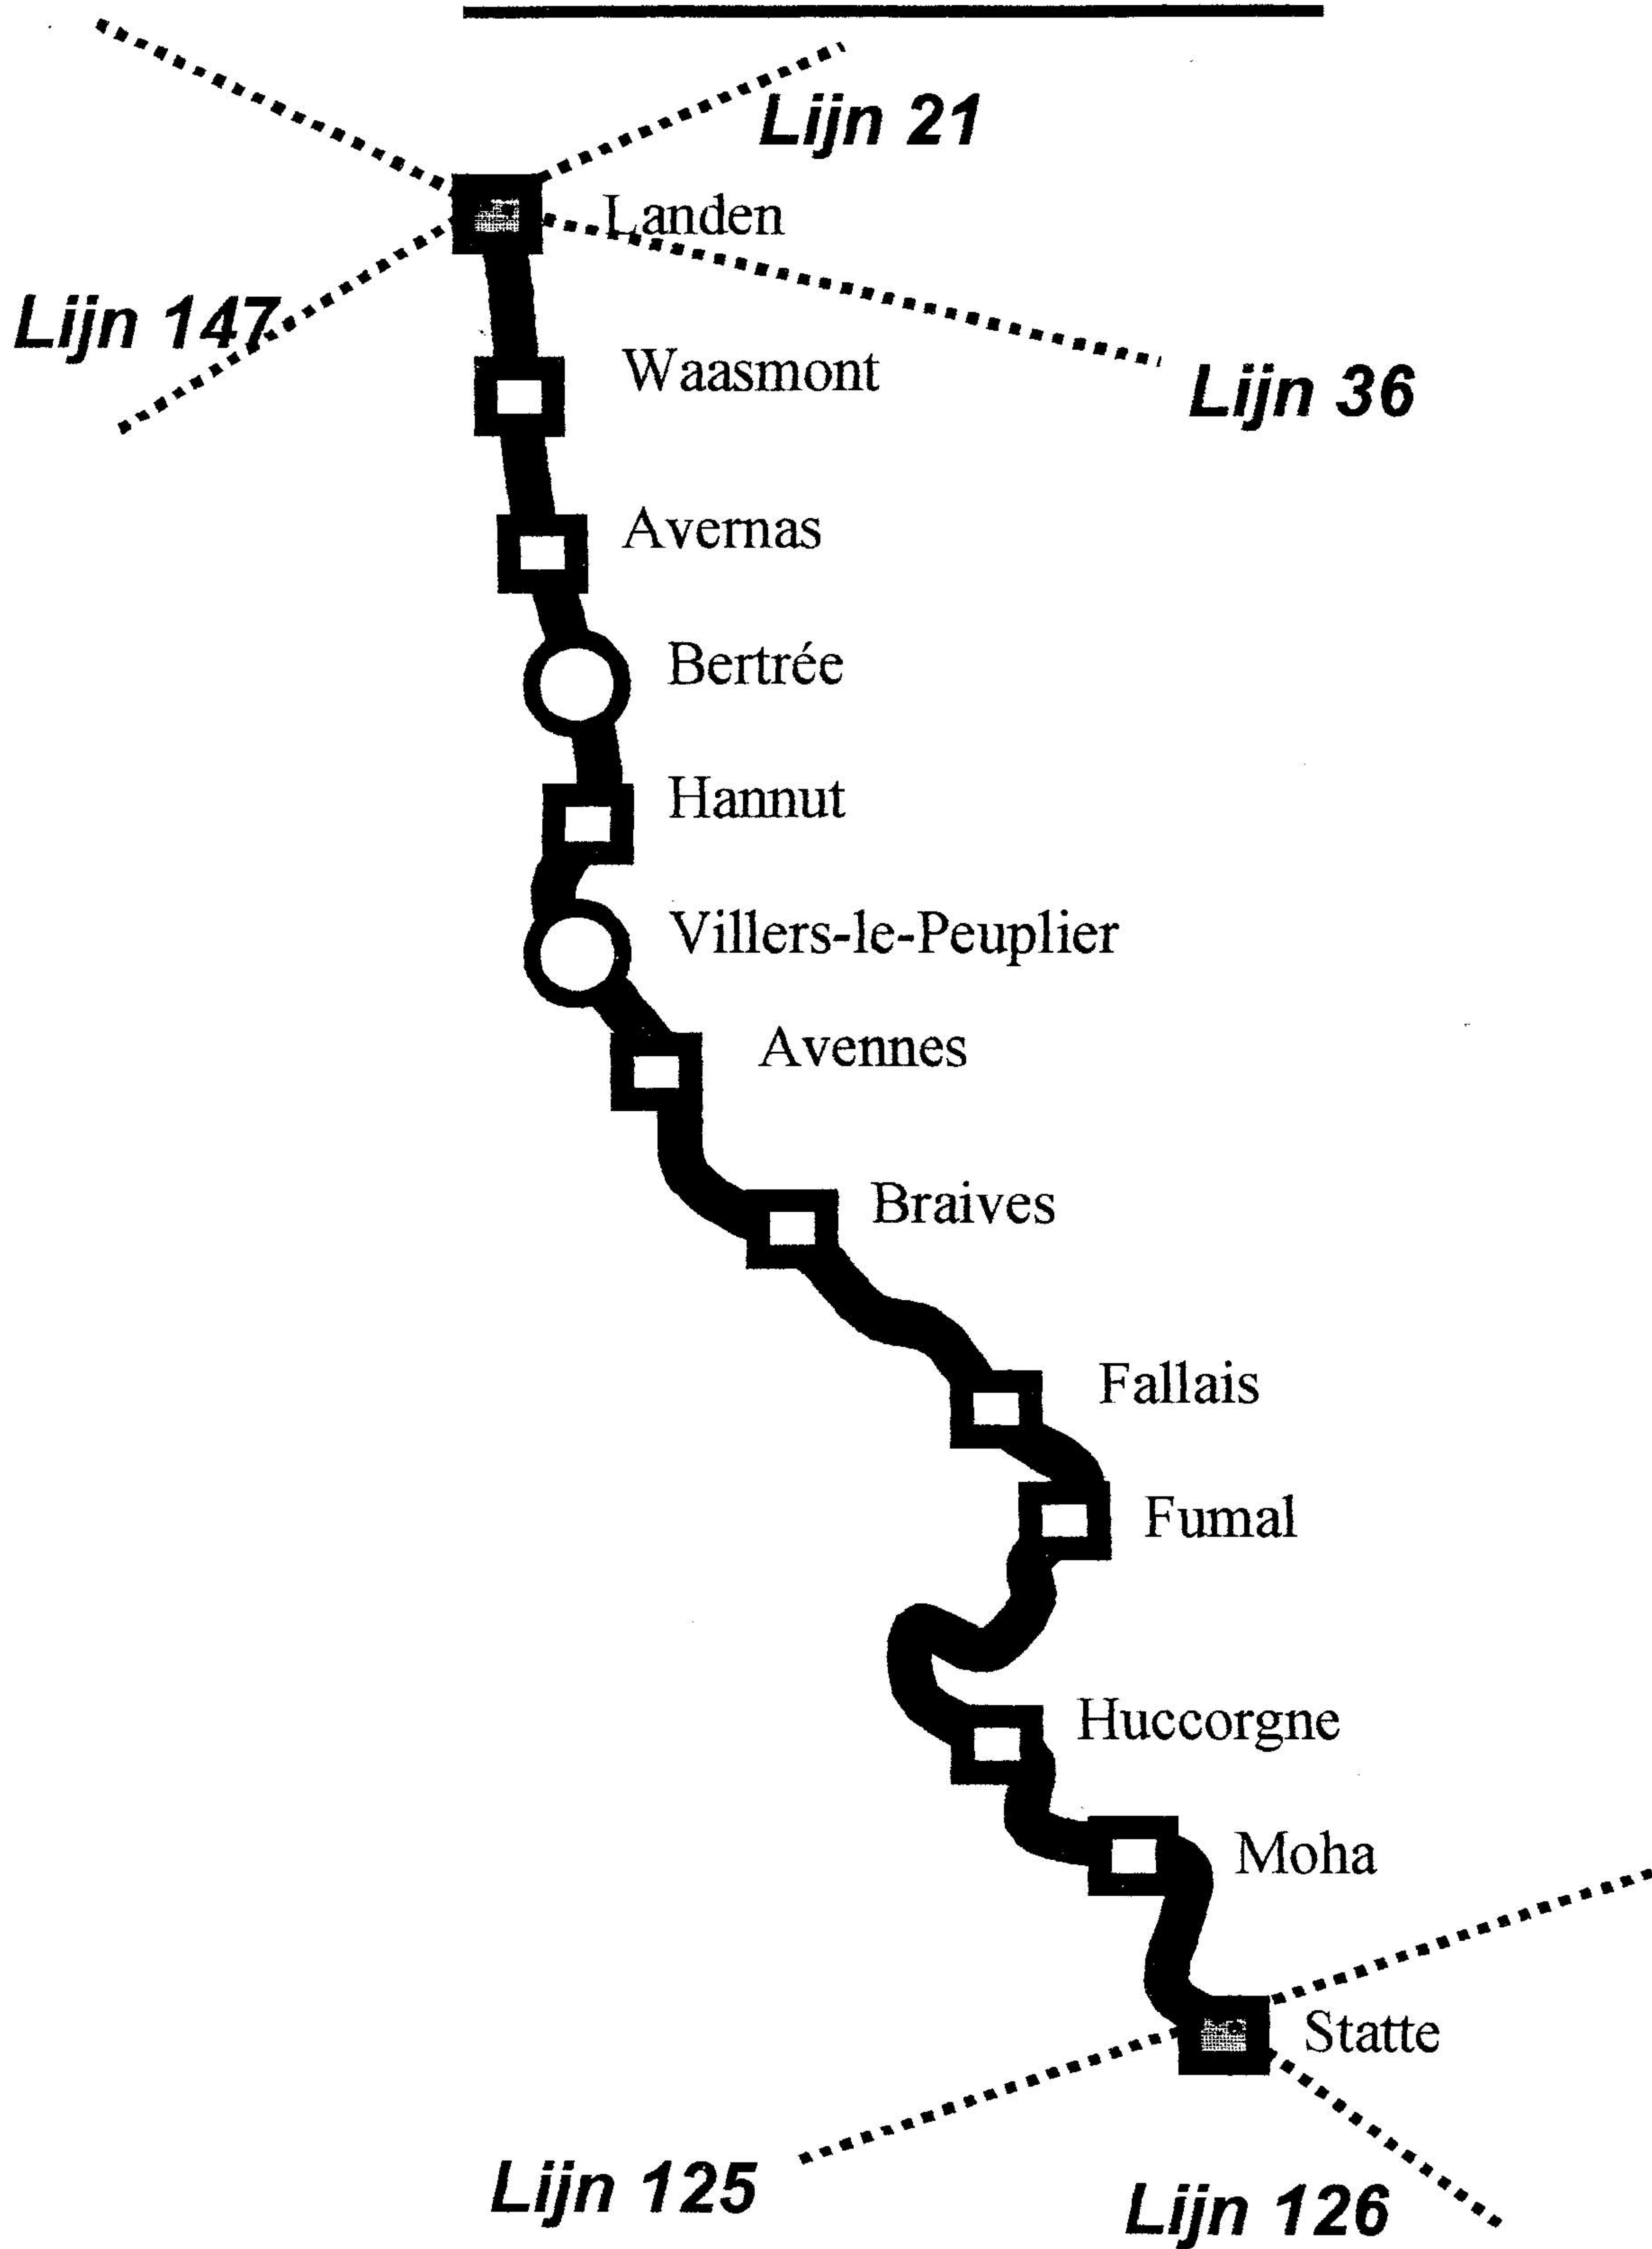 Lijn 21
Landen
Lijn 147
Waasmont
Lijn 36
Avernas
Bertrée
Hannut
Villers-le-Peuplier
Avennes
Braives
Fallais
Fumal
Huccorgne
Moha
Statte
Lijn 125
Lijn 126